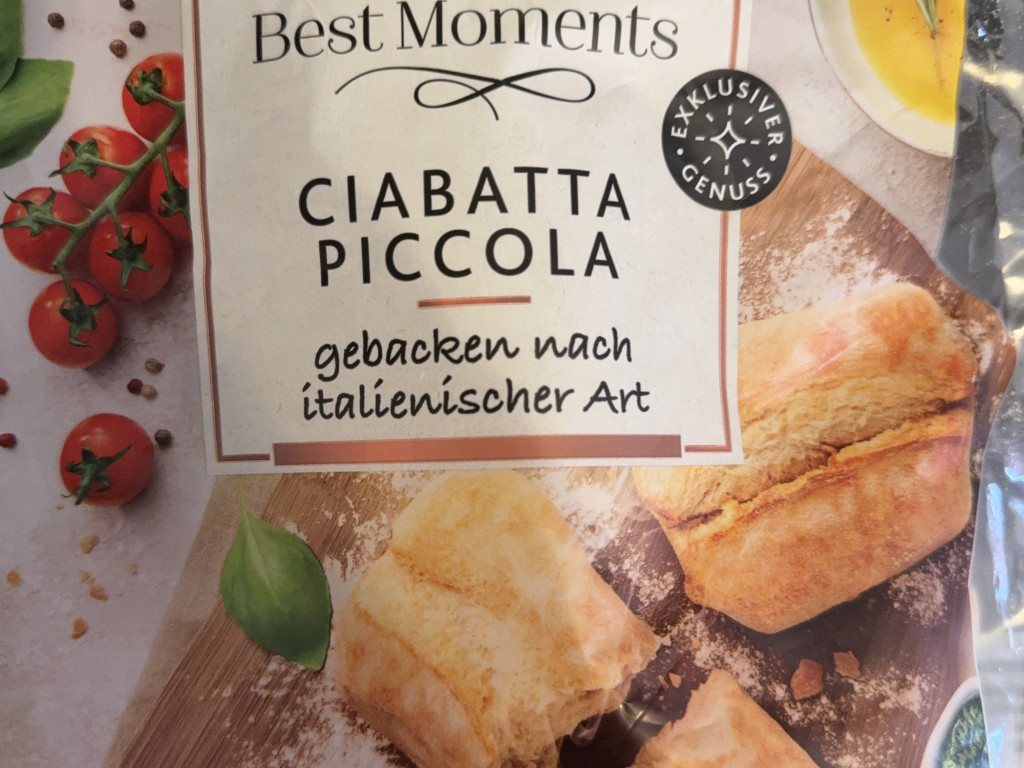 Best Moments
EXKLUSIVER
GENUSS
CIABATTA
PICCOLA
gebacken nach
italienischer Art